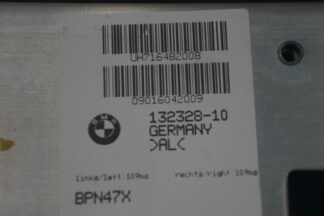 UH716482008
09016042009
BMW
132328-10
GERMANY
>AL<
links/left 109ms rechts/right 109ms
BPN47X